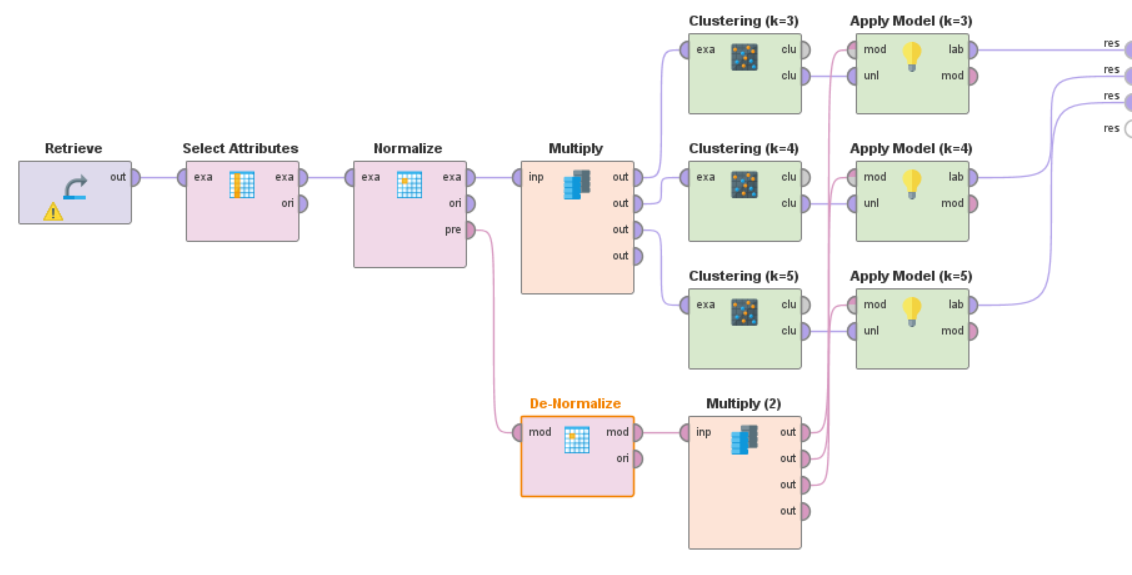 Clustering (k=3)
Apply Model (k=3)
exa clu
clu
mod lab
unl mod
res
res
res
res
Retrieve
out
Select Attributes
exa exa
ori
Normalize
exa exa
ori
pre
Multiply
inp out
out
out
out
Clustering (k=4)
exa clu
clu
Apply Model (k=4)
mod lab
unl mod
Clustering (k=5)
exa clu
clu
Apply Model (k=5)
mod lab
unl mod
De-Normalize
mod mod
ori
Multiply (2)
inp out
out
out
out